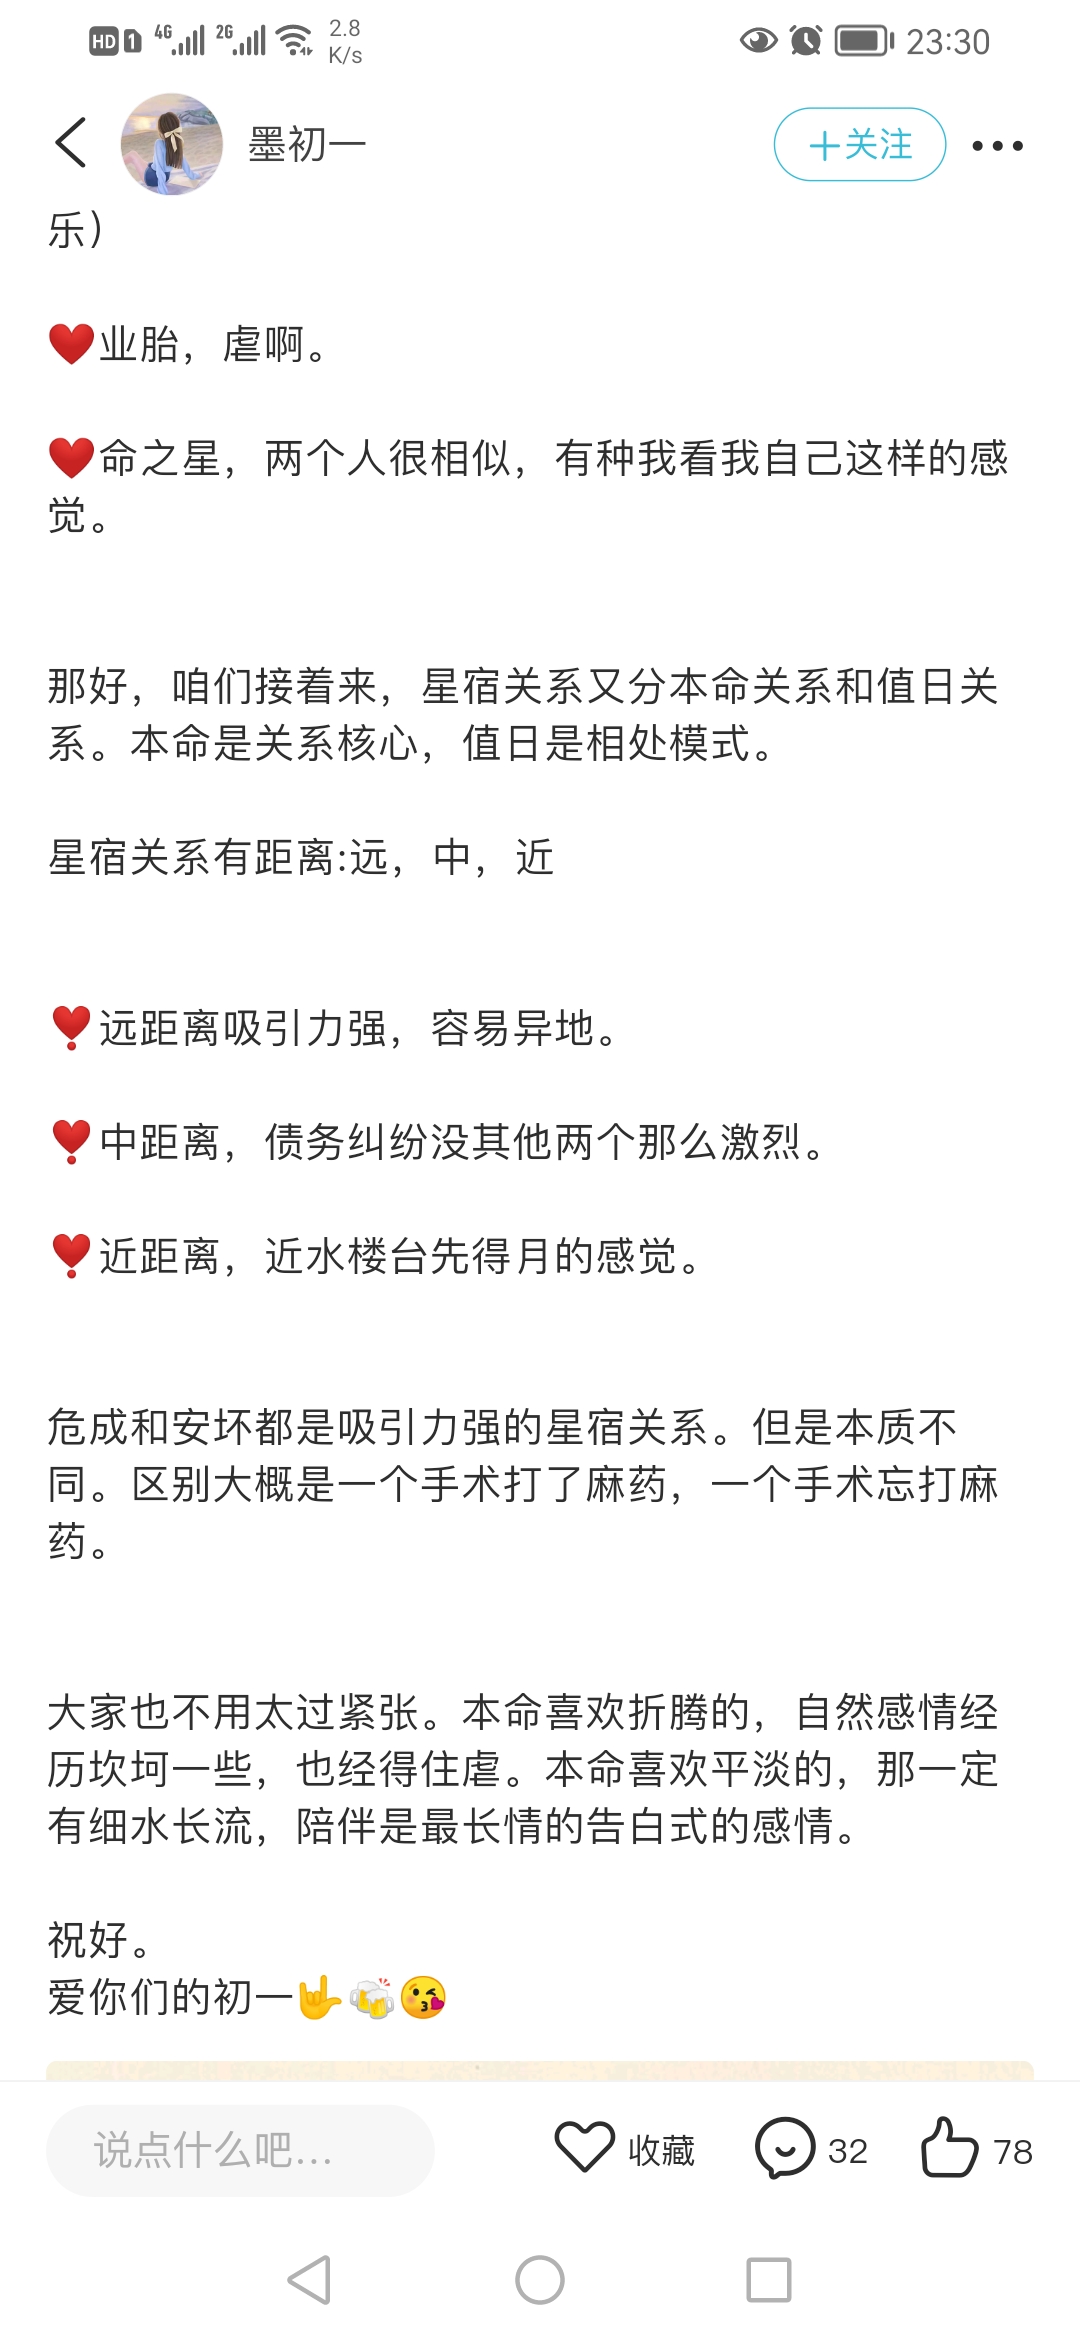 HD 1 4G 2G 2.8 K/s 23:30
墨初一
+关注
乐)
❤️业胎，虐啊。
❤️命之星，两个人很相似，有种我看我自己这样的感
觉。
那好，咱们接着来，星宿关系又分本命关系和值日关
系。本命是关系核心，值日是相处模式。
星宿关系有距离:远，中，近
❣️远距离吸引力强，容易异地。
❣️中距离，债务纠纷没其他两个那么激烈。
❣️近距离，近水楼台先得月的感觉。
危成和安坏都是吸引力强的星宿关系。但是本质不
同。区别大概是一个手术打了麻药，一个手术忘打麻
药。
大家也不用太过紧张。本命喜欢折腾的，自然感情经
历坎坷一些，也经得住虐。本命喜欢平淡的，那一定
有细水长流，陪伴是最长情的告白式的感情。
祝好。
爱你们的初一🤟🍻😘
说点什么吧...
收藏
32
78